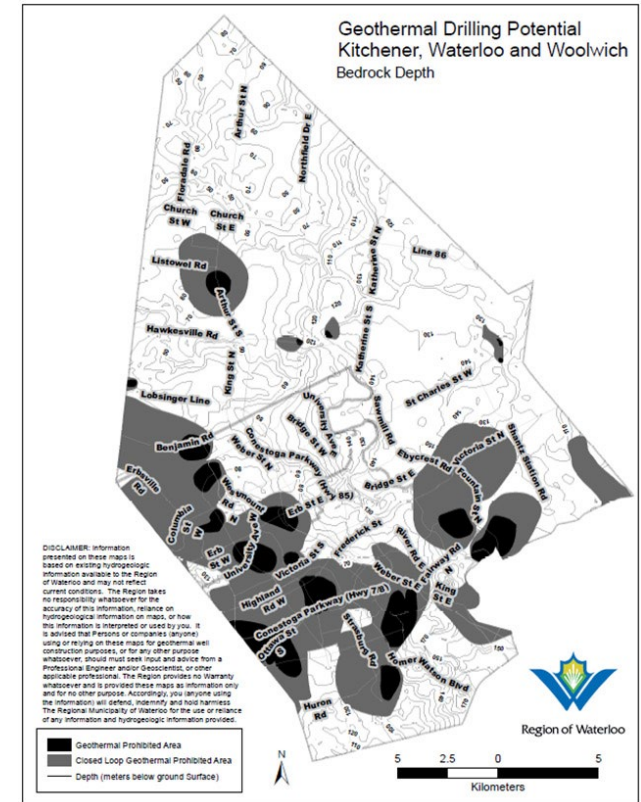 Geothermal Drilling Potential
Kitchener, Waterloo and Woolwich
Bedrock Depth
Arthur St N
Northfield Dr E
Floradale Rd
Church
St W
Church
St E
Katherine St N
Line 86
Listowel Rd
Arthur St S
Hawkesville Rd
King St N
Katherine St S
Lobsinger Line
St Charles St W
University Ave E
Bridge St W
Sawmill Rd
Benjamin Rd
Conestoga Parkway (Hwy 85)
Weber St N
Ebycrest Rd
Victoria St N
Shantz Station Rd
Erbsville
Rd
Westmount
Rd
N
Bridge St E
Fountain St N
Columbia
St
W
Erb St E
University Ave W
Erb
St W
Frederick St
Victoria St S
River Rd E
Fairway Rd
N
Weber St E
King
St E
Highland
Rd W
Conestoga Parkway (Hwy 7/8)
Ottawa St
S
Strasburg Rd
Homer Watson Blvd
Huron
Rd
DISCLAIMER: Information
presented on these maps is
based on existing hydrogeologic
information available to the Region
of Waterloo and may not reflect
current conditions. The Region takes
no responsibility whatsoever for the
accuracy of this information, reliance on
hydrogeological information on maps, or how
this information is interpreted or used by you. It
is advised that Persons or companies (anyone)
using or relying on these maps for geothermal well
construction purposes, or for any other purpose
whatsoever, should must seek input and advice from a
Professional Engineer and/or Geoscientist, or other
applicable professional. The Region provides no Warranty
whatsoever and is provided these maps as information only
and for no other purpose. Accordingly, you (anyone using
the information) will defend, indemnify and hold harmless
The Regional Municipality of Waterloo for the use or reliance
of any information and hydrogeologic information provided.
Geothermal Prohibited Area
Closed Loop Geothermal Prohibited Area
Depth (meters below ground Surface)
N
Region of Waterloo
5 2.5 0 5
Kilometers